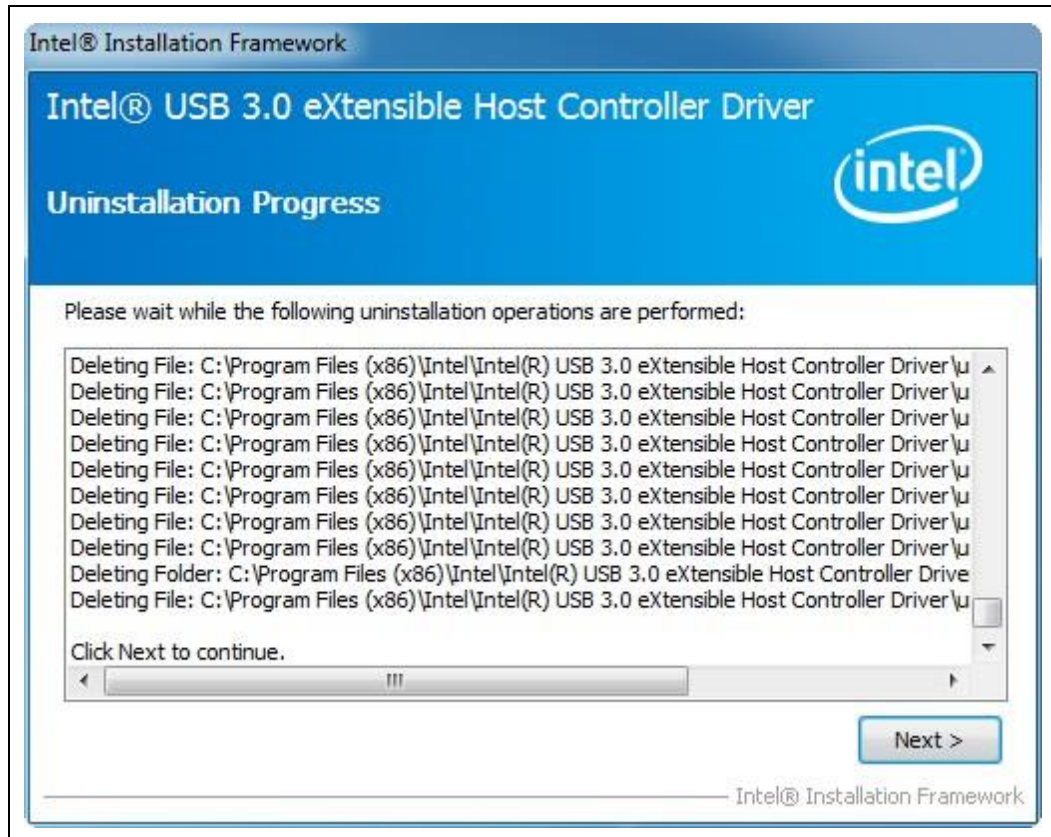 Intel® Installation Framework
Intel® USB 3.0 eXtensible Host Controller Driver
intel
Uninstallation Progress
Please wait while the following uninstallation operations are performed:
Deleting File: C:\Program Files (x86)\Intel\Intel(R) USB 3.0 eXtensible Host Controller Driver\µ
Deleting File: C:\Program Files (x86)\Intel\Intel(R) USB 3.0 eXtensible Host Controller Driver\µ
Deleting File: C:\Program Files (x86)\Intel\Intel(R) USB 3.0 eXtensible Host Controller Driver\µ
Deleting File: C:\Program Files (x86)\Intel\Intel(R) USB 3.0 eXtensible Host Controller Driver\µ
Deleting File: C:\Program Files (x86)\Intel\Intel(R) USB 3.0 eXtensible Host Controller Driver\µ
Deleting File: C:\Program Files (x86)\Intel\Intel(R) USB 3.0 eXtensible Host Controller Driver\µ
Deleting File: C:\Program Files (x86)\Intel\Intel(R) USB 3.0 eXtensible Host Controller Driver\µ
Deleting File: C:\Program Files (x86)\Intel\Intel(R) USB 3.0 eXtensible Host Controller Driver\µ
Deleting Folder: C:\Program Files (x86)\Intel\Intel(R) USB 3.0 eXtensible Host Controller Drive
Deleting File: C:\Program Files (x86)\Intel\Intel(R) USB 3.0 eXtensible Host Controller Driver\µ
Click Next to continue.
Next >
Intel® Installation Framework